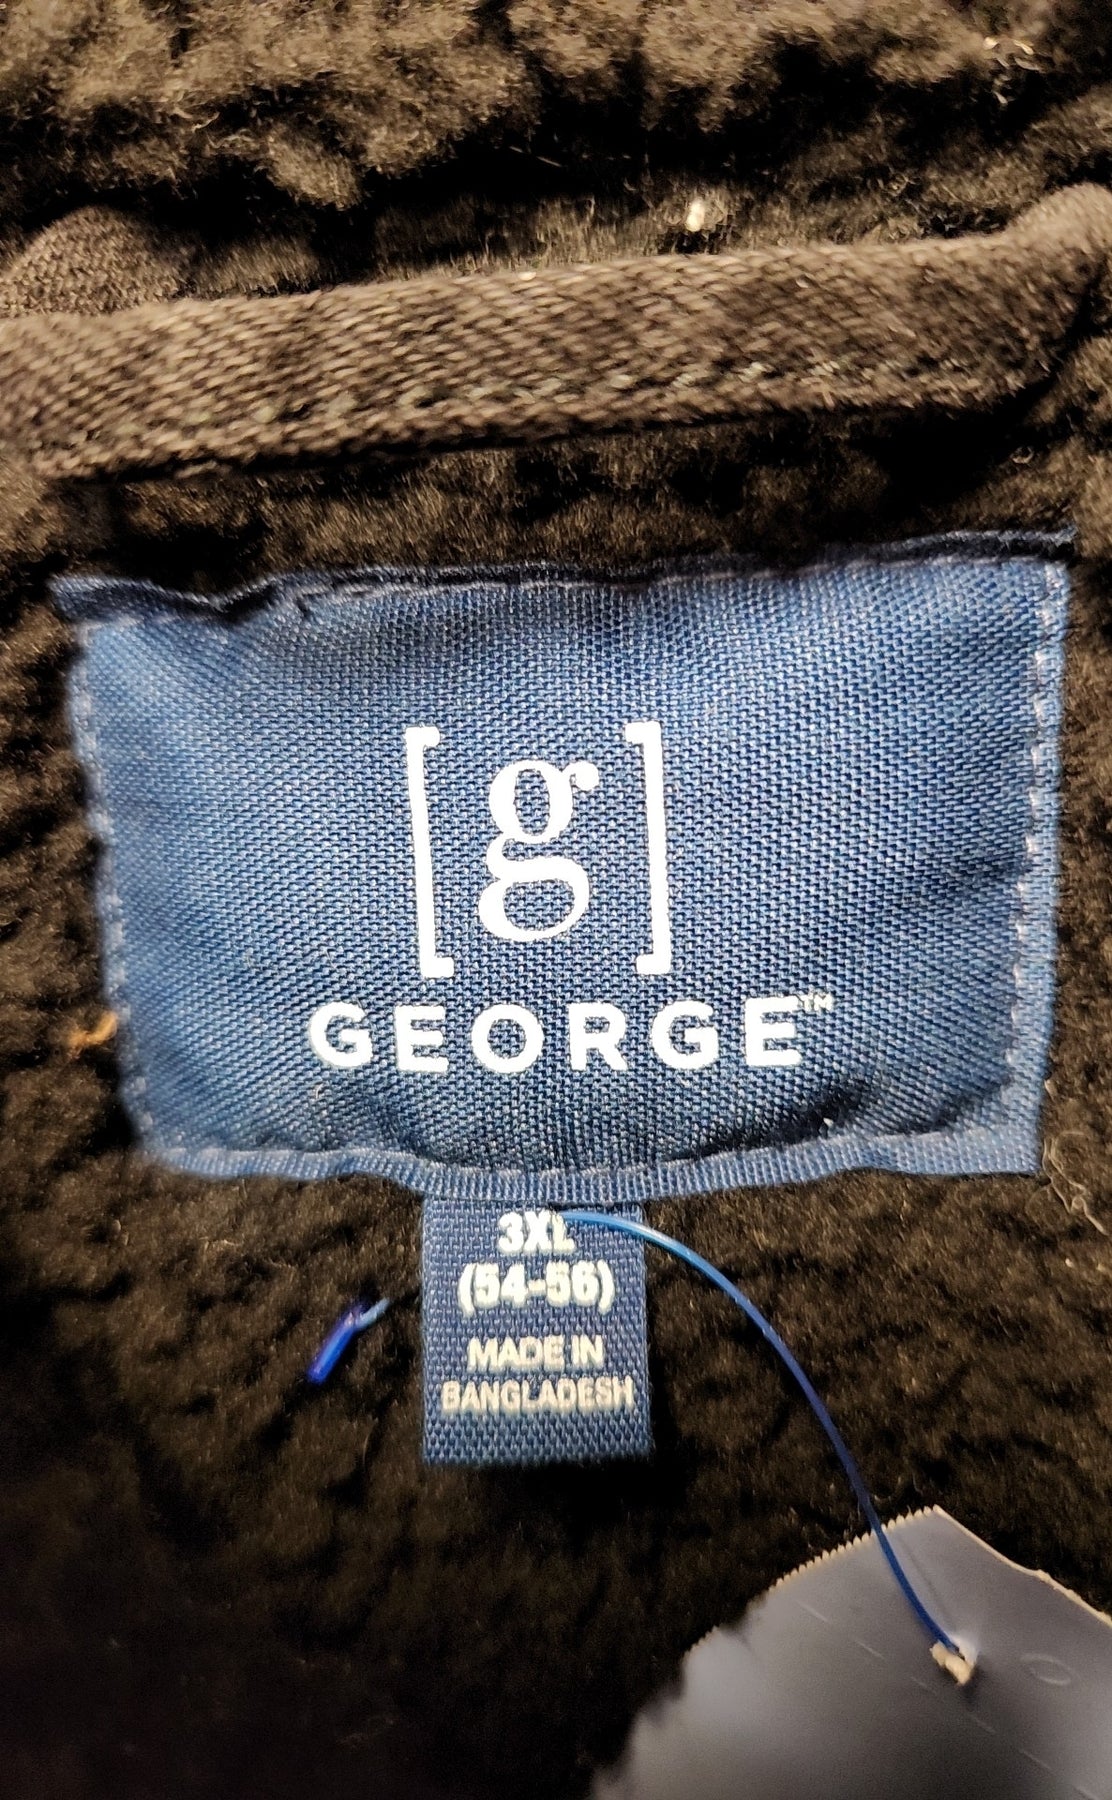 [g]
GEORGE™
3XL
(54-56)
MADE IN
BANGLADESH